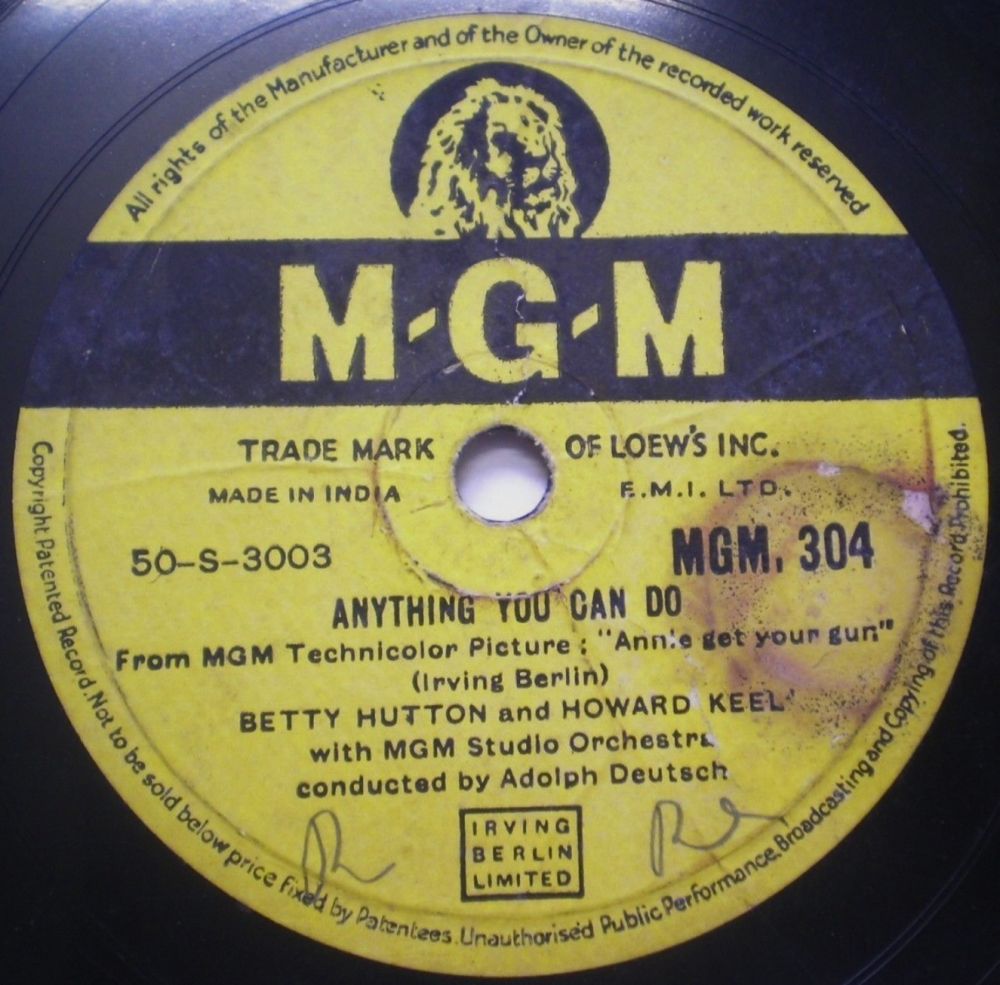 All rights of the Manufacturer and of the Owner of the recorded work reserved
M-G-M
TRADE MARK OF LOEW'S INC.
MADE IN INDIA E.M.I. LTD.
50-S-3003 MGM. 304
ANYTHING YOU CAN DO
From MGM Technicolor Picture : "Annie get your gun"
(Irving Berlin)
BETTY HUTTON and HOWARD KEEL
with MGM Studio Orchestra
conducted by Adolph Deutsch
IRVING
BERLIN
LIMITED
Copyright Patented Record. Not to be sold below price fixed by Patentees. Unauthorised Public Performance, Broadcasting and Copying of this Record Prohibited.